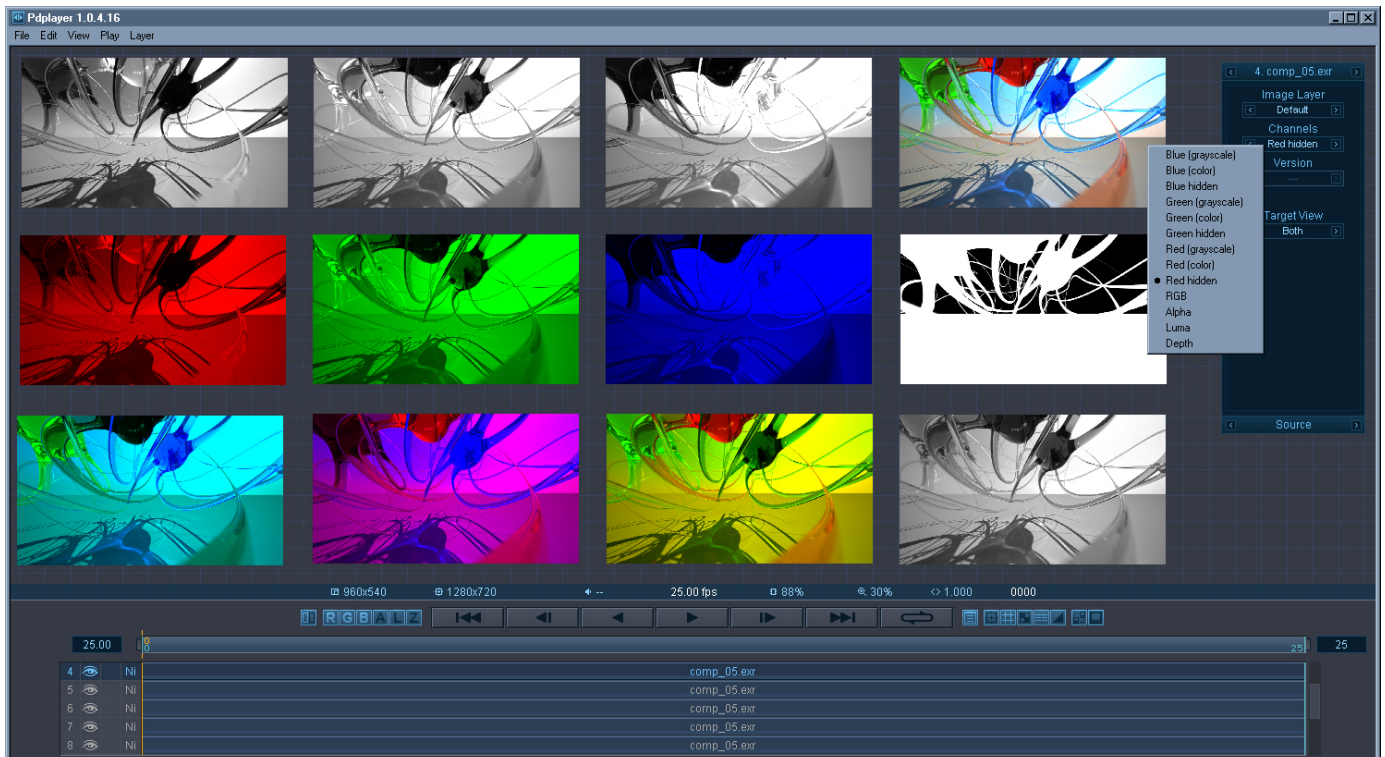 Pdplayer 1.0.4.16
File Edit View Play Layer
4. comp_05.exr
Image Layer
Default
Channels
Red hidden
Version
---
Target View
Both
Source
Blue (grayscale)
Blue (color)
Blue hidden
Green (grayscale)
Green (color)
Green hidden
Red (grayscale)
Red (color)
Red hidden
RGB
Alpha
Luma
Depth
960x540 1280x720 -- 25.00 fps 88% 30% 1.000 0000
R G B A L Z
25.00 0 0 25 25
4 Ni comp_05.exr
5 Ni comp_05.exr
6 Ni comp_05.exr
7 Ni comp_05.exr
8 Ni comp_05.exr